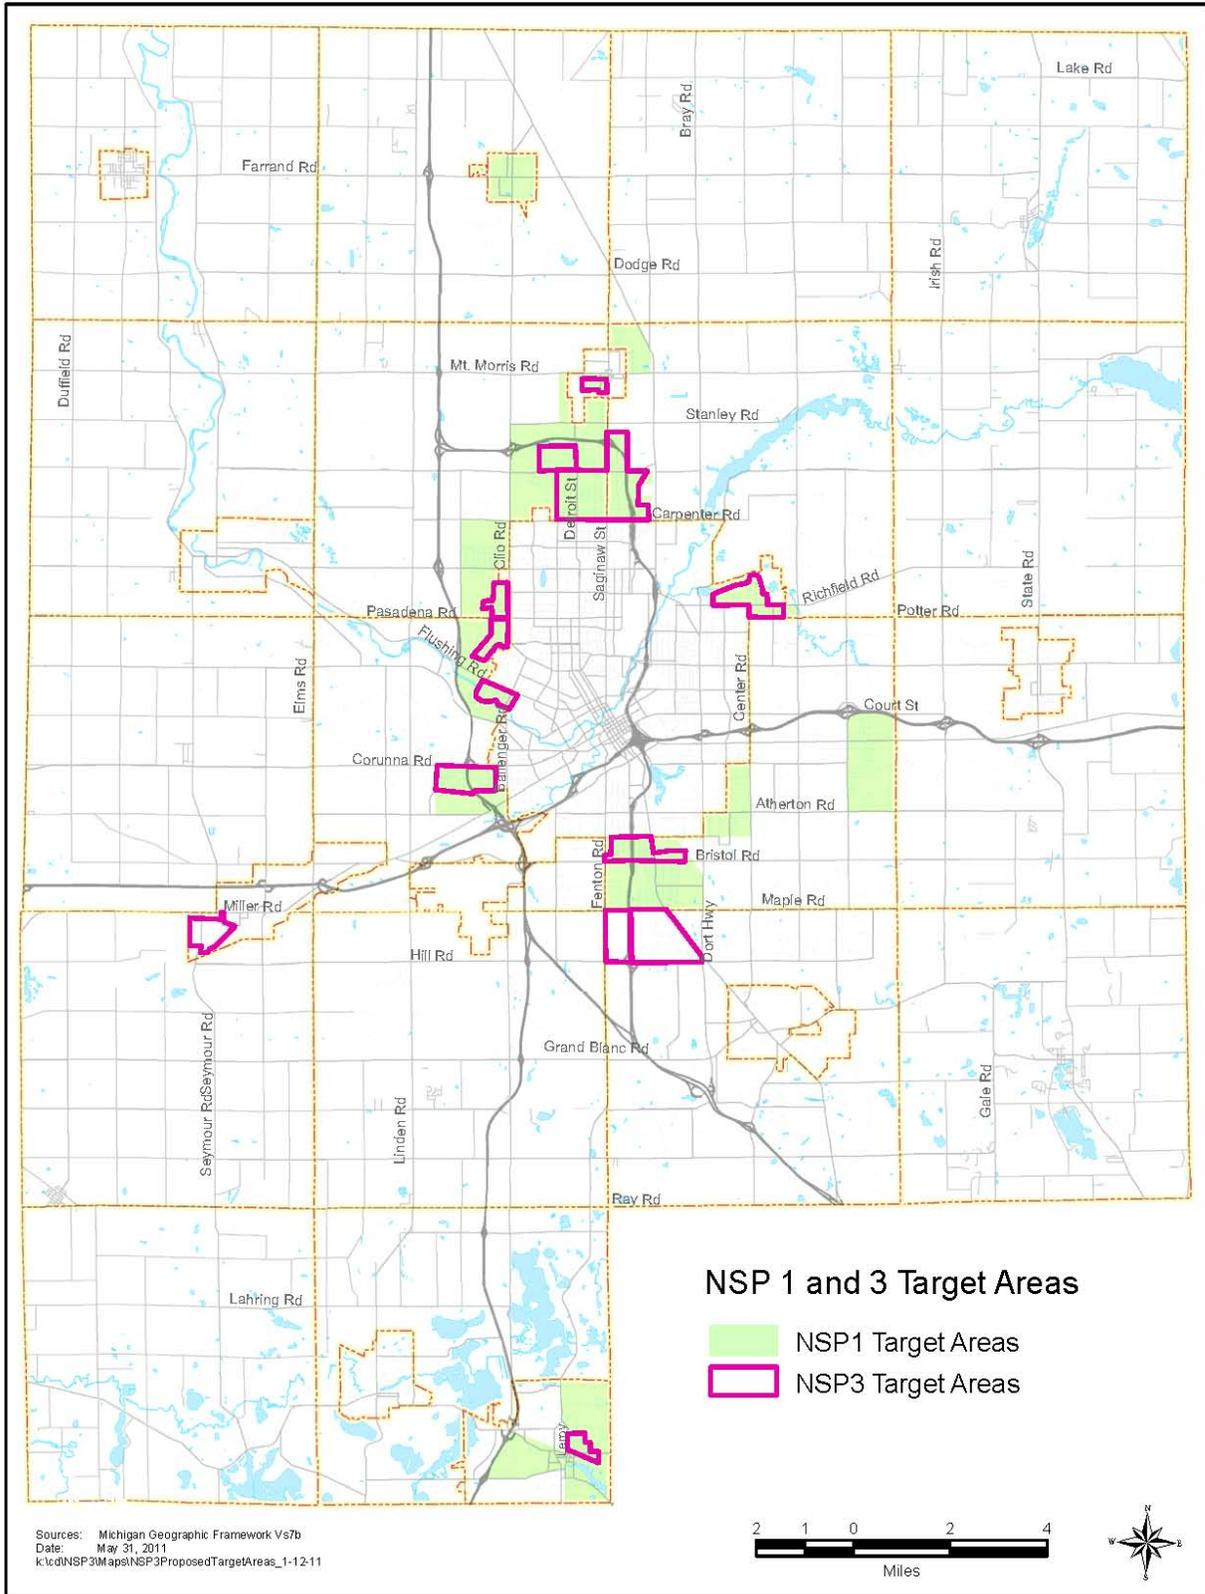 Lake Rd
Bray Rd
Farrand Rd
Dodge Rd
Irish Rd
Duffield Rd
Mt. Morris Rd
Stanley Rd
Detroit St
Carpenter Rd
Clio Rd
Saginaw St
State Rd
Richfield Rd
Pasadena Rd
Potter Rd
Flushing Rd
Elms Rd
Center Rd
Court St
Ballenger Rd
Corunna Rd
Atherton Rd
Fenton Rd
Bristol Rd
Miller Rd
Maple Rd
Dort Hwy
Hill Rd
Seymour RdSeymour Rd
Grand Blanc Rd
Gale Rd
Linden Rd
Ray Rd
Lahring Rd
Leroy
NSP 1 and 3 Target Areas
NSP1 Target Areas
NSP3 Target Areas
Sources: Michigan Geographic Framework Vs7b
Date: May 31, 2011
k:\cd\NSP3\Maps\NSP3ProposedTargetAreas_1-12-11
2 1 0 2 4
Miles
N
W E
S